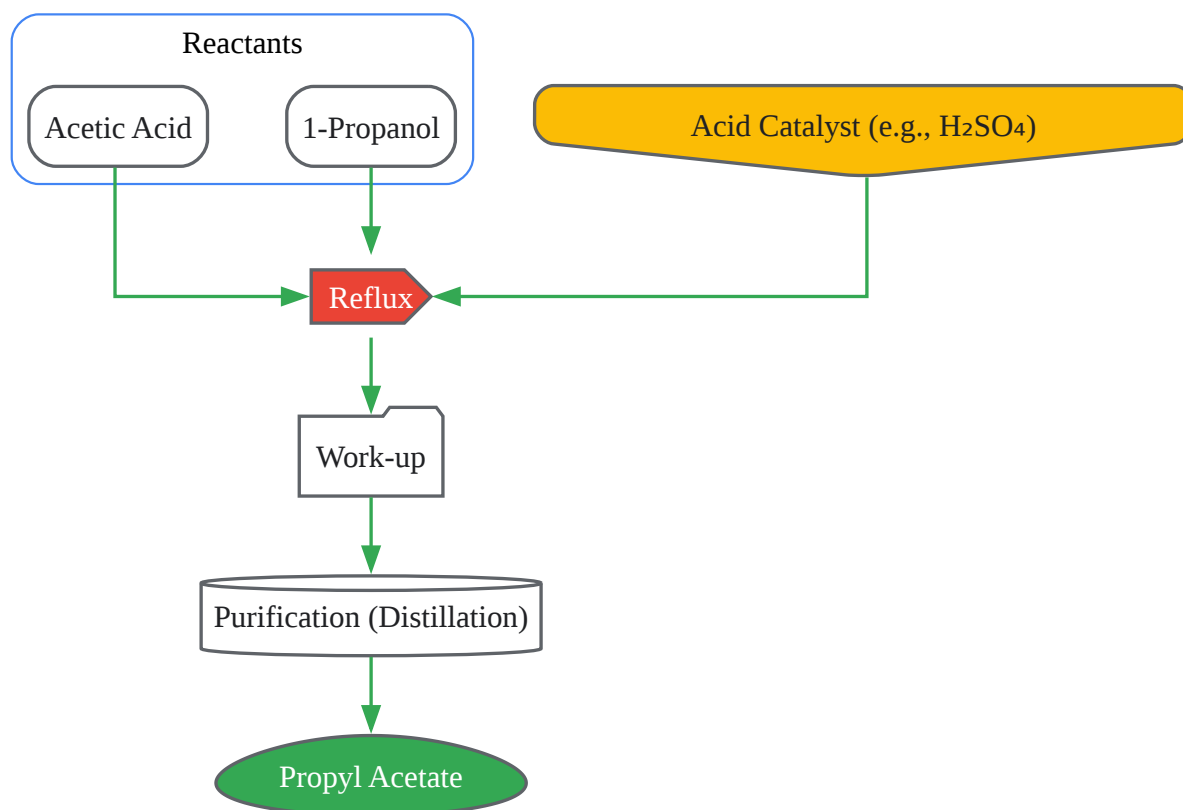 Reactants
Acetic Acid
1-Propanol
Acid Catalyst (e.g., H₂SO₄)
Reflux
Work-up
Purification (Distillation)
Propyl Acetate